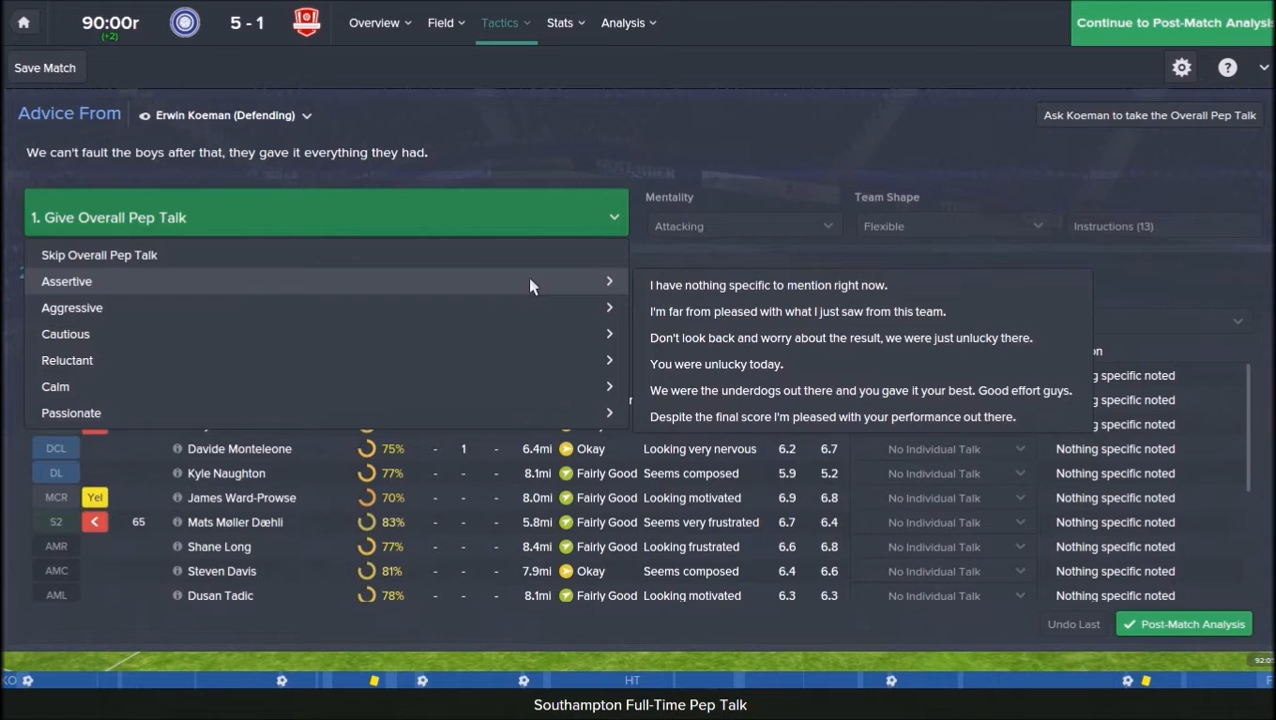 90:00r
(+2)
5 - 1
Overview
Field
Tactics
Stats
Analysis
Continue to Post-Match Analysis
Save Match
?
Advice From
Erwin Koeman (Defending)
Ask Koeman to take the Overall Pep Talk
We can't fault the boys after that, they gave it everything they had.
1. Give Overall Pep Talk
Mentality
Team Shape
Attacking
Flexible
Instructions (13)
Skip Overall Pep Talk
Assertive
Aggressive
Cautious
Reluctant
Calm
Passionate
I have nothing specific to mention right now.
I'm far from pleased with what I just saw from this team.
Don't look back and worry about the result, we were just unlucky there.
You were unlucky today.
We were the underdogs out there and you gave it your best. Good effort guys.
Despite the final score I'm pleased with your performance out there.
g specific noted
g specific noted
g specific noted
DCL Davide Monteleone 75% - 1 - 6.4mi Okay Looking very nervous 6.2 6.7 No Individual Talk Nothing specific noted
DL Kyle Naughton 77% - - - 8.1mi Fairly Good Seems composed 5.9 5.2 No Individual Talk Nothing specific noted
MCR Yel James Ward-Prowse 70% - - - 8.0mi Fairly Good Looking motivated 6.9 6.8 No Individual Talk Nothing specific noted
S2 65 Mats Møller Dæhli 83% - - - 5.8mi Fairly Good Seems very frustrated 6.7 6.4 No Individual Talk Nothing specific noted
AMR Shane Long 77% - - - 8.4mi Fairly Good Looking frustrated 6.6 6.8 No Individual Talk Nothing specific noted
AMC Steven Davis 81% - - - 7.9mi Okay Seems composed 6.4 6.6 No Individual Talk Nothing specific noted
AML Dusan Tadic 78% - - - 8.1mi Fairly Good Looking motivated 6.3 6.3 No Individual Talk Nothing specific noted
Undo Last
Post-Match Analysis
HT
Southampton Full-Time Pep Talk